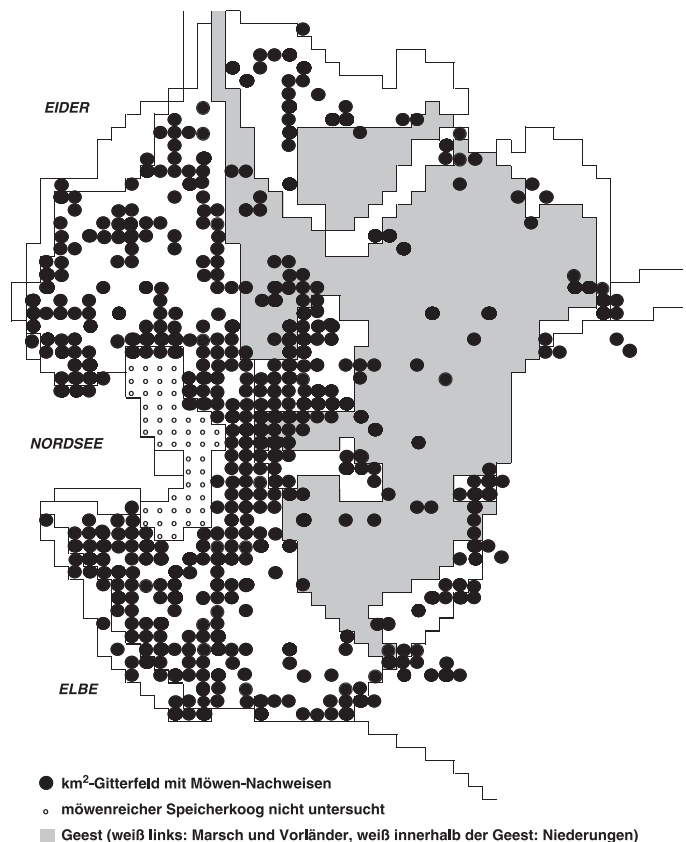 EIDER
NORDSEE
ELBE
km²-Gitterfeld mit Möwen-Nachweisen
möwenreicher Speicherkoog nicht untersucht
Geest (weiß links: Marsch und Vorländer, weiß innerhalb der Geest: Niederungen)